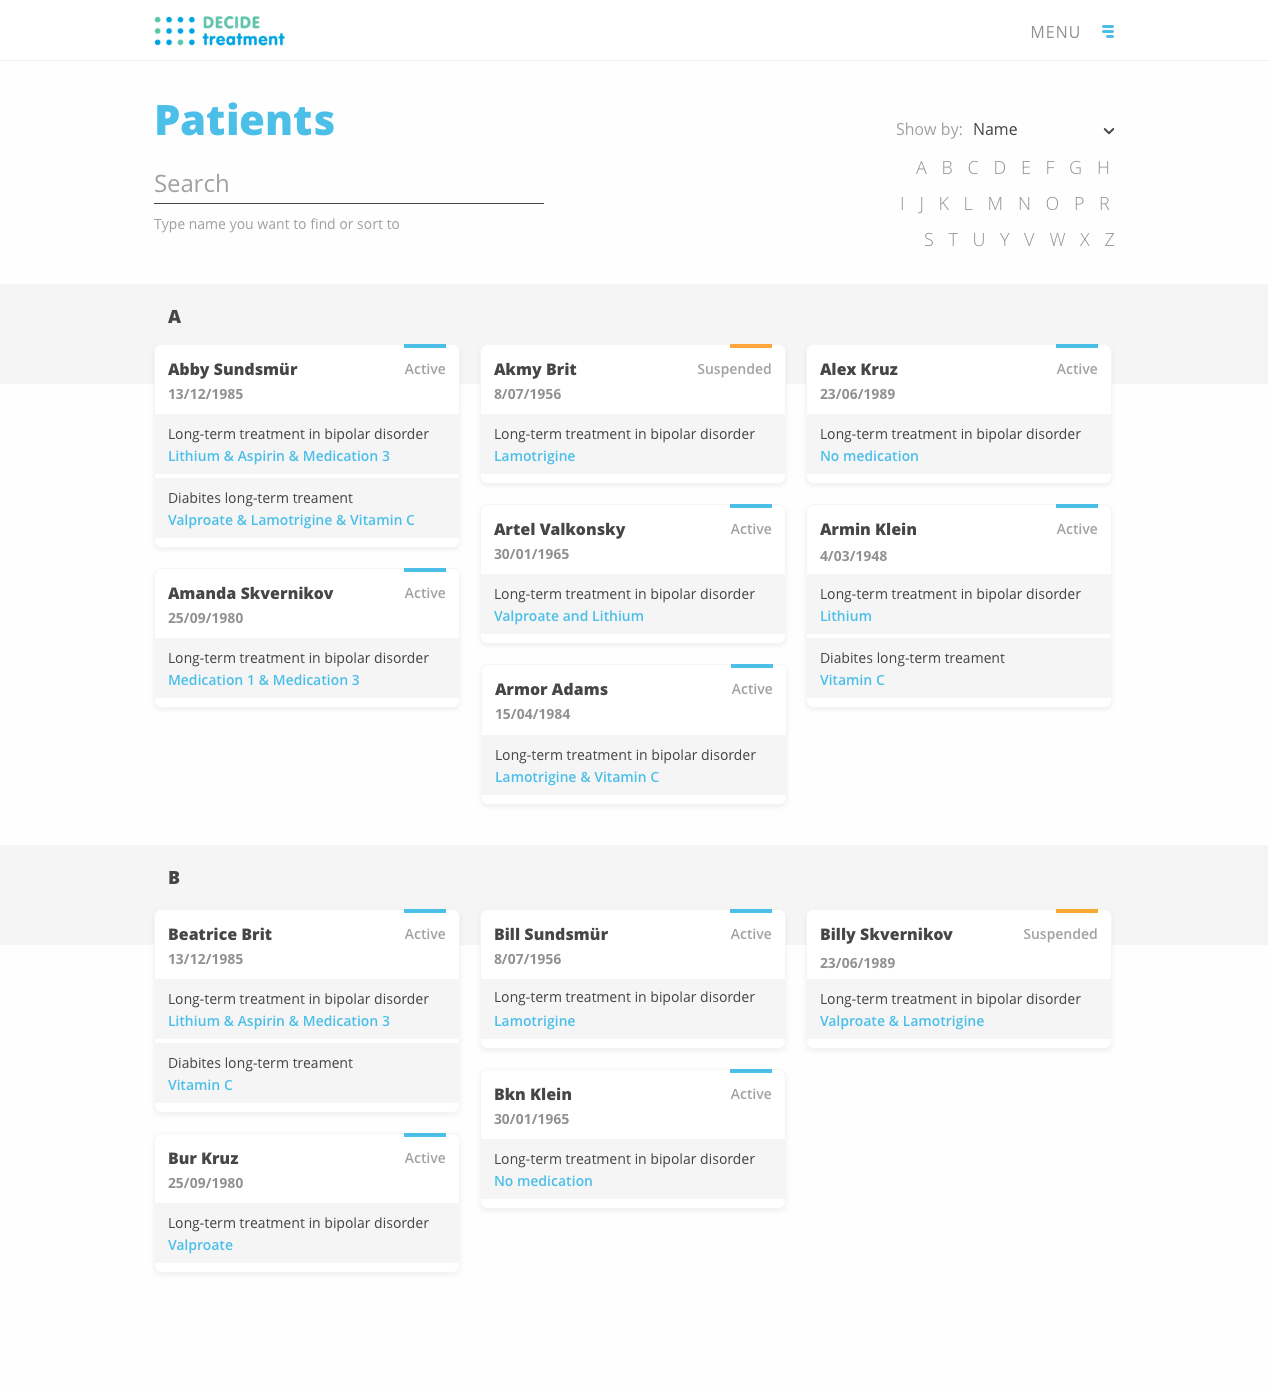 DECIDE
treatment
MENU
Patients
Show by: Name
Search
Type name you want to find or sort to
A B C D E F G H
I J K L M N O P R
S T U Y V W X Z
A
Abby Sundsmür
Active
13/12/1985
Long-term treatment in bipolar disorder
Lithium & Aspirin & Medication 3
Diabites long-term treament
Valproate & Lamotrigine & Vitamin C
Amanda Skvernikov
Active
25/09/1980
Long-term treatment in bipolar disorder
Medication 1 & Medication 3
Akmy Brit
Suspended
8/07/1956
Long-term treatment in bipolar disorder
Lamotrigine
Artel Valkonsky
Active
30/01/1965
Long-term treatment in bipolar disorder
Valproate and Lithium
Armor Adams
Active
15/04/1984
Long-term treatment in bipolar disorder
Lamotrigine & Vitamin C
Alex Kruz
Active
23/06/1989
Long-term treatment in bipolar disorder
No medication
Armin Klein
Active
4/03/1948
Long-term treatment in bipolar disorder
Lithium
Diabites long-term treament
Vitamin C
B
Beatrice Brit
Active
13/12/1985
Long-term treatment in bipolar disorder
Lithium & Aspirin & Medication 3
Diabites long-term treament
Vitamin C
Bur Kruz
Active
25/09/1980
Long-term treatment in bipolar disorder
Valproate
Bill Sundsmür
Active
8/07/1956
Long-term treatment in bipolar disorder
Lamotrigine
Bkn Klein
Active
30/01/1965
Long-term treatment in bipolar disorder
No medication
Billy Skvernikov
Suspended
23/06/1989
Long-term treatment in bipolar disorder
Valproate & Lamotrigine